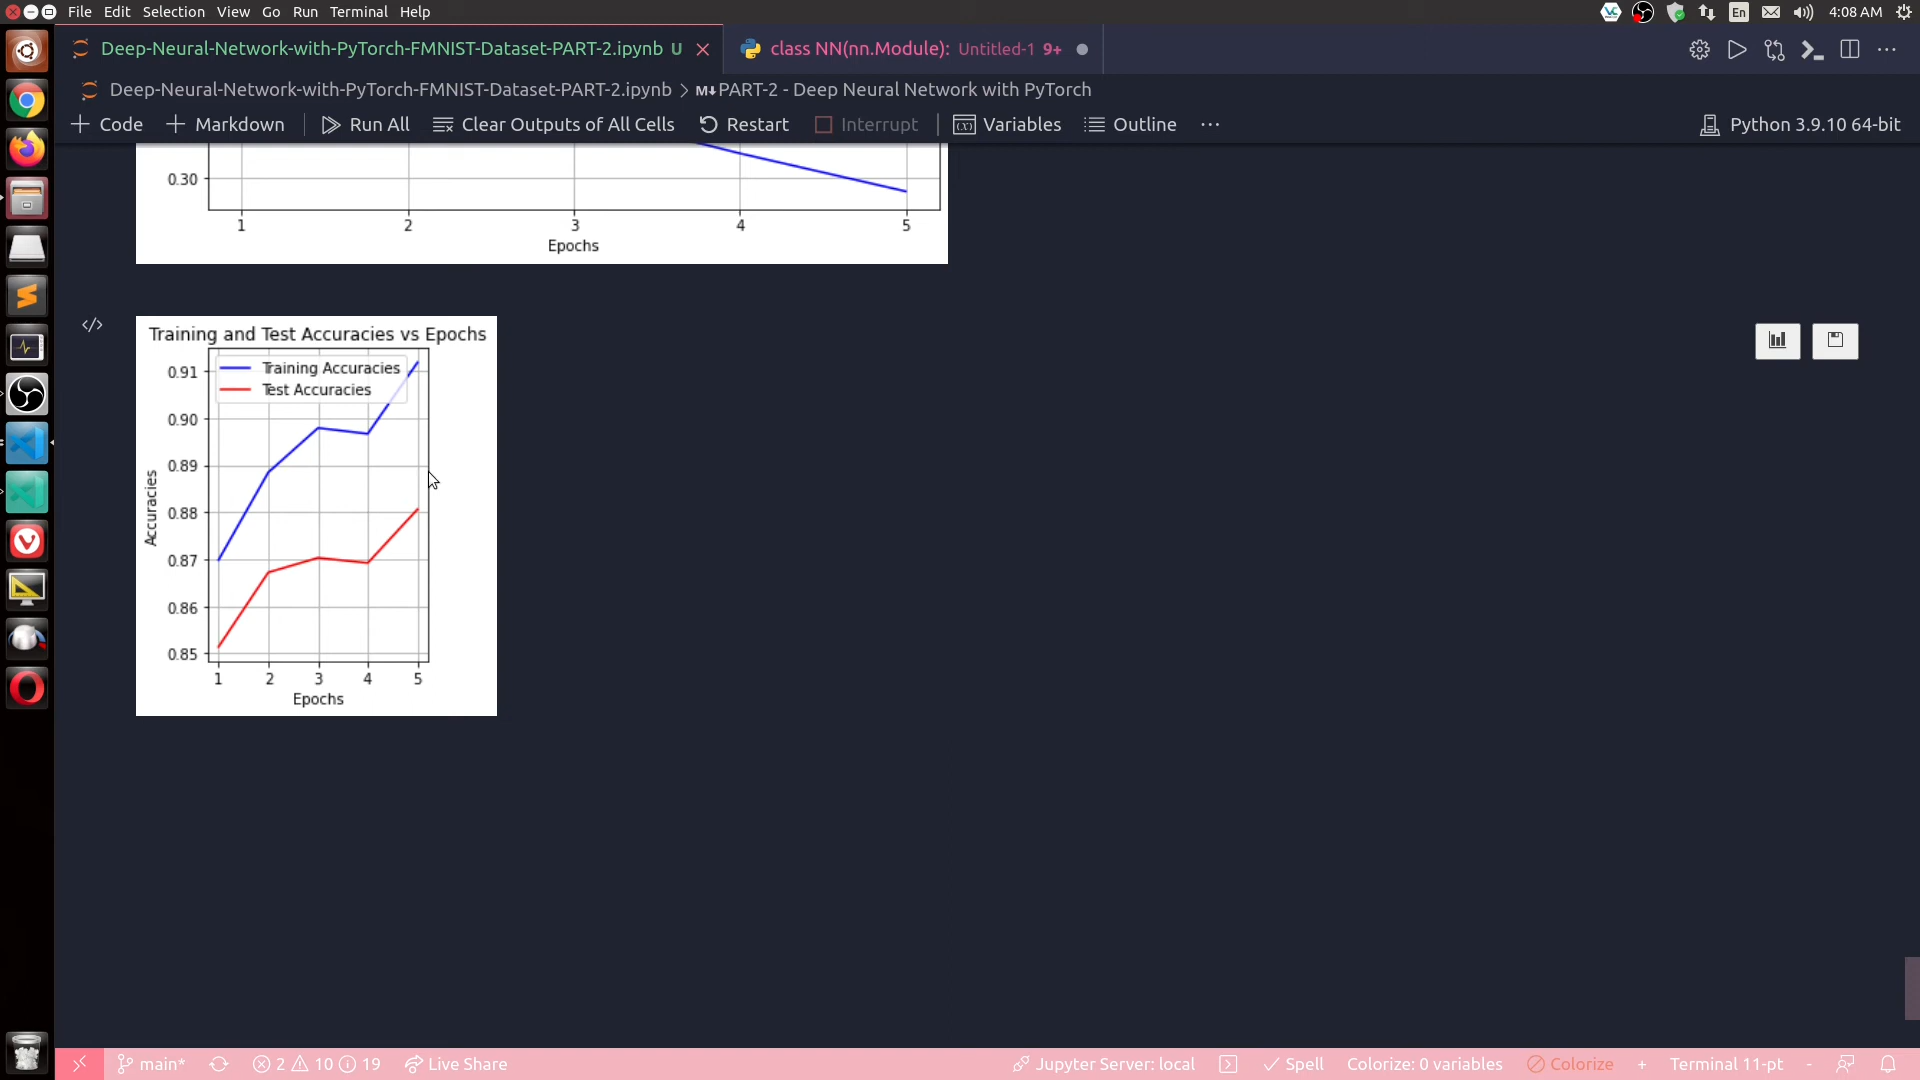 File Edit Selection View Go Run Terminal Help
En 4:08 AM
Deep-Neural-Network-with-PyTorch-FMNIST-Dataset-PART-2.ipynb U
class NN(nn.Module): Untitled-1 9+
Deep-Neural-Network-with-PyTorch-FMNIST-Dataset-PART-2.ipynb > M↓ PART-2 - Deep Neural Network with PyTorch
+ Code + Markdown Run All Clear Outputs of All Cells Restart Interrupt Variables Outline ···
Python 3.9.10 64-bit
0.30
1 2 3 4 5
Epochs
Training and Test Accuracies vs Epochs
Training Accuracies
Test Accuracies
0.91
0.90
0.89
0.88
0.87
0.86
0.85
Accuracies
1 2 3 4 5
Epochs
main* 2 10 19 Live Share
Jupyter Server: local Spell Colorize: 0 variables Colorize + Terminal 11-pt -